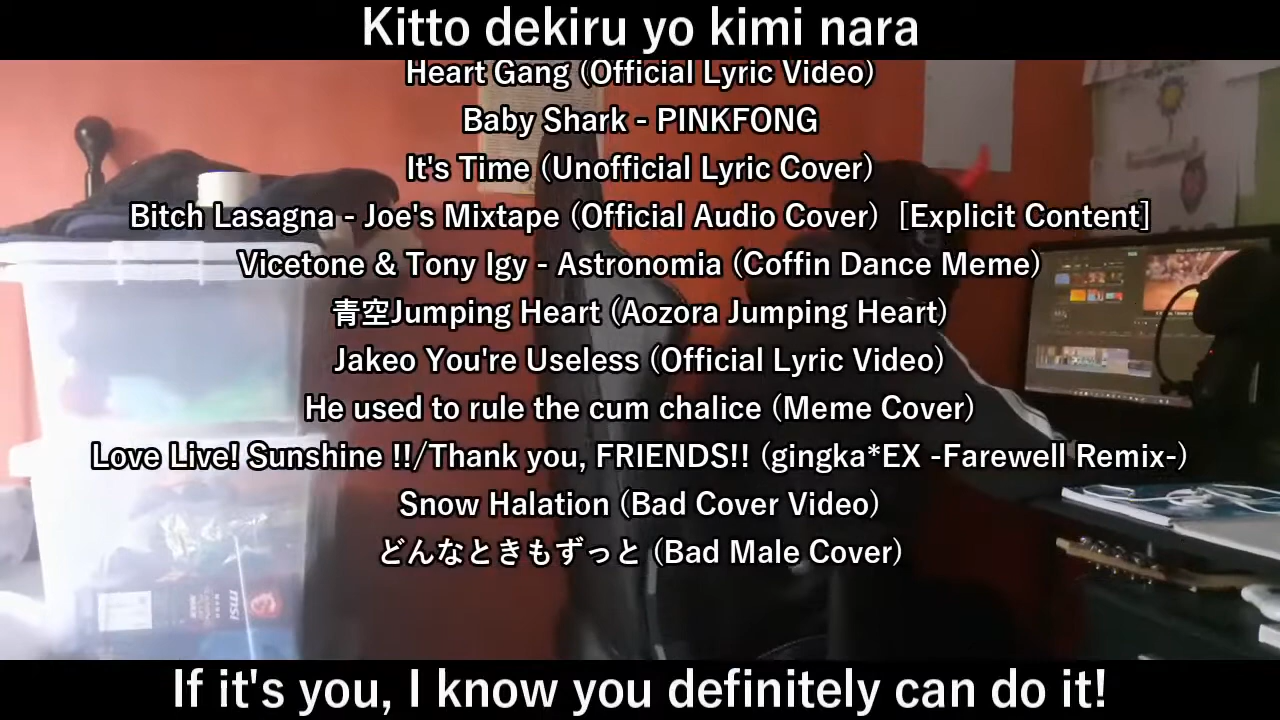 Kitto dekiru yo kimi nara
Heart Gang (Official Lyric Video)
Baby Shark - PINKFONG
It's Time (Unofficial Lyric Cover)
Bitch Lasagna - Joe's Mixtape (Official Audio Cover) [Explicit Content]
Vicetone & Tony Igy - Astronomia (Coffin Dance Meme)
青空Jumping Heart (Aozora Jumping Heart)
Jakeo You're Useless (Official Lyric Video)
He used to rule the cum chalice (Meme Cover)
Love Live! Sunshine !!/Thank you, FRIENDS!! (gingka*EX -Farewell Remix-)
Snow Halation (Bad Cover Video)
どんなときもずっと (Bad Male Cover)
msi
If it's you, I know you definitely can do it!